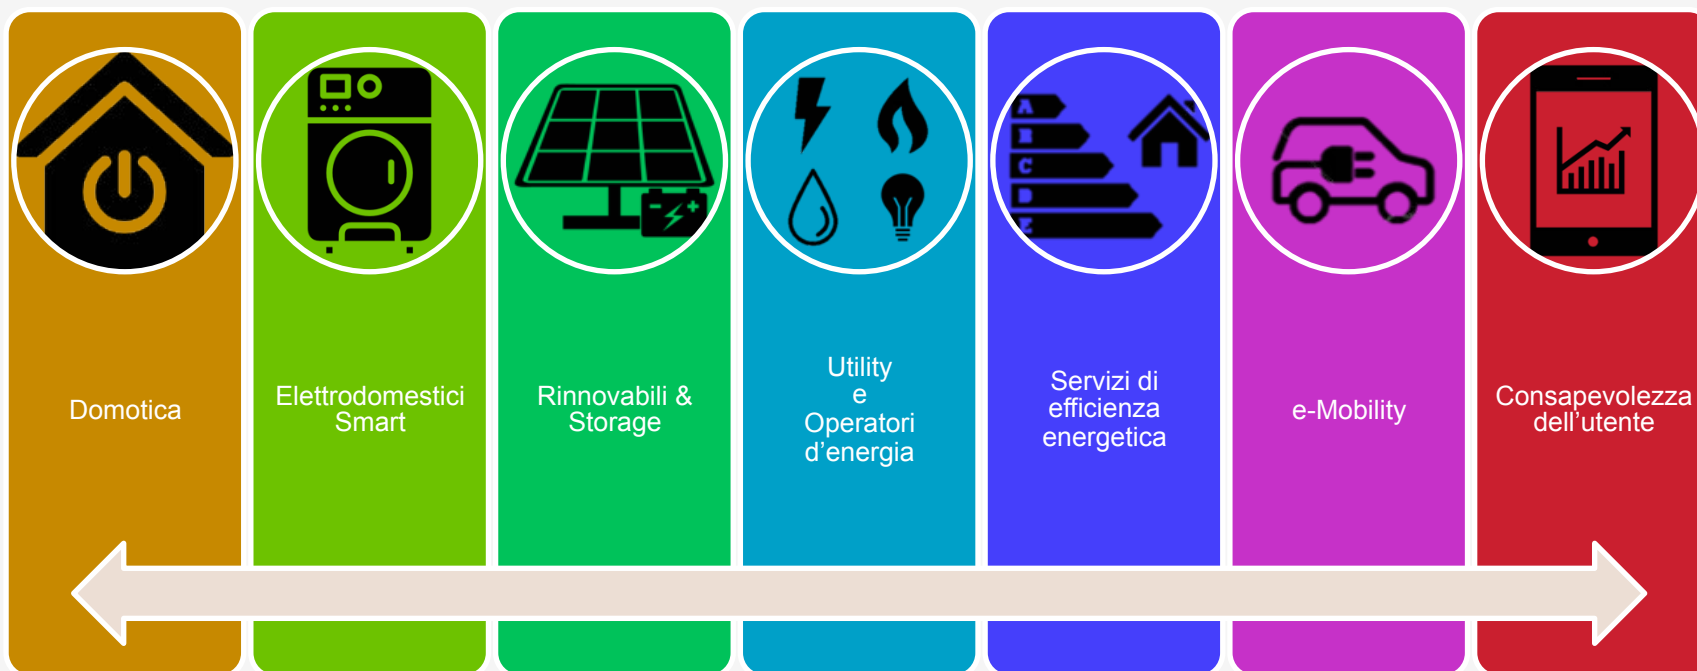 A
B
C
D
E
Domotica
Elettrodomestici
Smart
Rinnovabili &
Storage
Utility
e
Operatori
d’energia
Servizi di
efficienza
energetica
e-Mobility
Consapevolezza
dell’utente